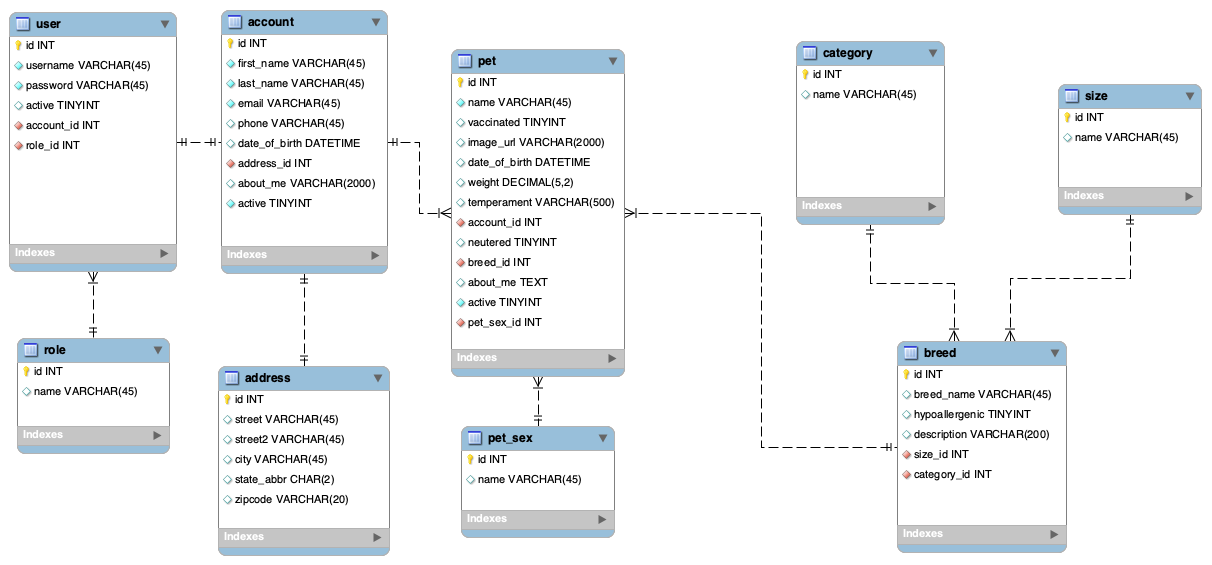 user
id INT
username VARCHAR(45)
password VARCHAR(45)
active TINYINT
account_id INT
role_id INT
Indexes
account
id INT
first_name VARCHAR(45)
last_name VARCHAR(45)
email VARCHAR(45)
phone VARCHAR(45)
date_of_birth DATETIME
address_id INT
about_me VARCHAR(2000)
active TINYINT
Indexes
pet
id INT
name VARCHAR(45)
vaccinated TINYINT
image_url VARCHAR(2000)
date_of_birth DATETIME
weight DECIMAL(5,2)
temperament VARCHAR(500)
account_id INT
neutered TINYINT
breed_id INT
about_me TEXT
active TINYINT
pet_sex_id INT
Indexes
category
id INT
name VARCHAR(45)
Indexes
size
id INT
name VARCHAR(45)
Indexes
role
id INT
name VARCHAR(45)
Indexes
address
id INT
street VARCHAR(45)
street2 VARCHAR(45)
city VARCHAR(45)
state_abbr CHAR(2)
zipcode VARCHAR(20)
Indexes
pet_sex
id INT
name VARCHAR(45)
Indexes
breed
id INT
breed_name VARCHAR(45)
hypoallergenic TINYINT
description VARCHAR(200)
size_id INT
category_id INT
Indexes